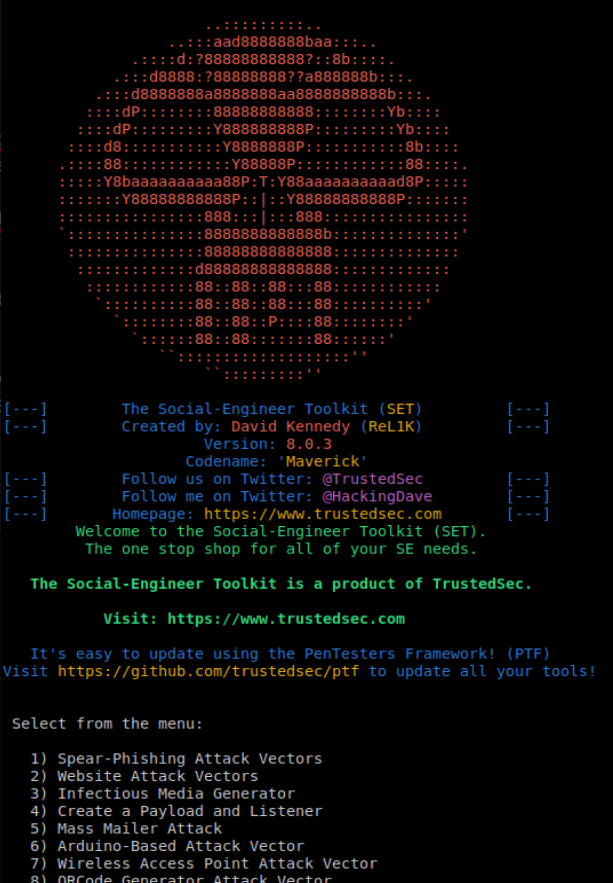 ..:::::::::..
..:::aad8888888baa:::..
.::::d:?88888888888?::8b::::.
.:::d8888:?88888888??a888888b:::.
.:::d8888888a8888888aa8888888888b:::.
::::dP::::::::88888888888::::::::Yb::::
::::dP:::::::::Y888888888P:::::::::Yb::::
::::d8:::::::::::Y8888888P:::::::::::8b::::
.::::88::::::::::::Y88888P::::::::::::88::::.
:::::Y8baaaaaaaaaa88P:T:Y88aaaaaaaaaad8P:::::
:::::::Y88888888888P::|::Y88888888888P:::::::
::::::::::::::::888:::|:::888::::::::::::::::
`:::::::::::::::8888888888888b::::::::::::::'
:::::::::::::::88888888888888::::::::::::::
:::::::::::::d88888888888888:::::::::::::
::::::::::::88::88::88:::88::::::::::::
`::::::::::88::88::88:::88::::::::::'
`::::::::88::88::P::::88::::::::'
`::::::88::88:::::::88::::::'
``:::::::::::::::::::''
``:::::::::''
[---] The Social-Engineer Toolkit (SET) [---]
[---] Created by: David Kennedy (ReL1K) [---]
Version: 8.0.3
Codename: 'Maverick'
[---] Follow us on Twitter: @TrustedSec [---]
[---] Follow me on Twitter: @HackingDave [---]
[---] Homepage: https://www.trustedsec.com [---]
Welcome to the Social-Engineer Toolkit (SET).
The one stop shop for all of your SE needs.
The Social-Engineer Toolkit is a product of TrustedSec.
Visit: https://www.trustedsec.com
It's easy to update using the PenTesters Framework! (PTF)
Visit https://github.com/trustedsec/ptf to update all your tools!
Select from the menu:
1) Spear-Phishing Attack Vectors
2) Website Attack Vectors
3) Infectious Media Generator
4) Create a Payload and Listener
5) Mass Mailer Attack
6) Arduino-Based Attack Vector
7) Wireless Access Point Attack Vector
8) QRCode Generator Attack Vector